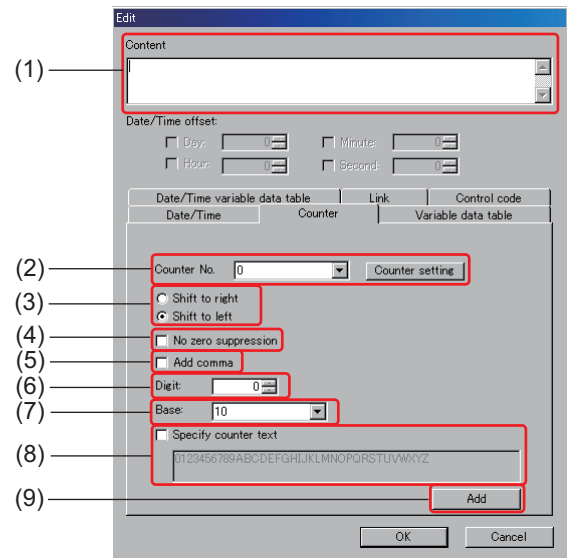 Edit
Content
(1)
Date/Time offset:
Day: 0 Minute: 0
Hour: 0 Second: 0
Date/Time variable data table Link Control code
Date/Time Counter Variable data table
(2) Counter No. 0 Counter setting
(3) Shift to right
Shift to left
(4) No zero suppression
(5) Add comma
(6) Digit: 0
(7) Base: 10
Specify counter text
(8) 0123456789ABCDEFGHIJKLMNOPQRSTUVWXYZ
(9) Add
OK Cancel